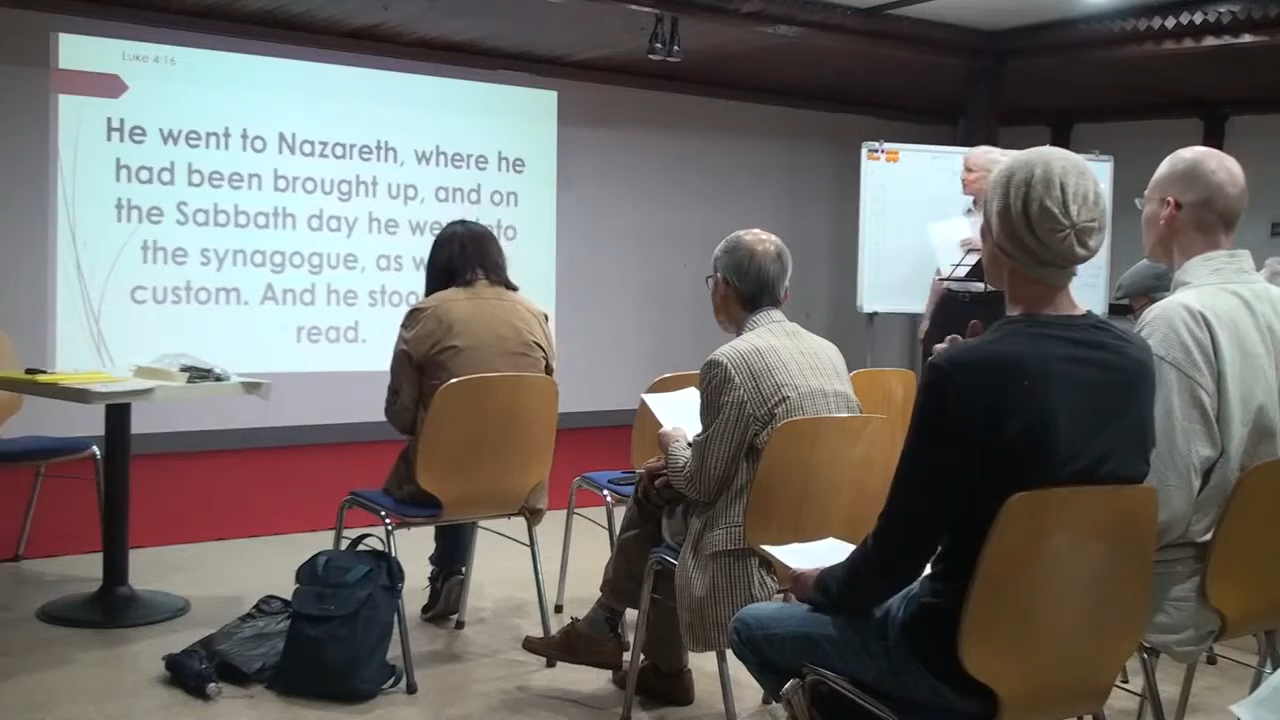 Luke 4:16
He went to Nazareth, where he
had been brought up, and on
the Sabbath day he
the synagogue, as
custom. And he
read.